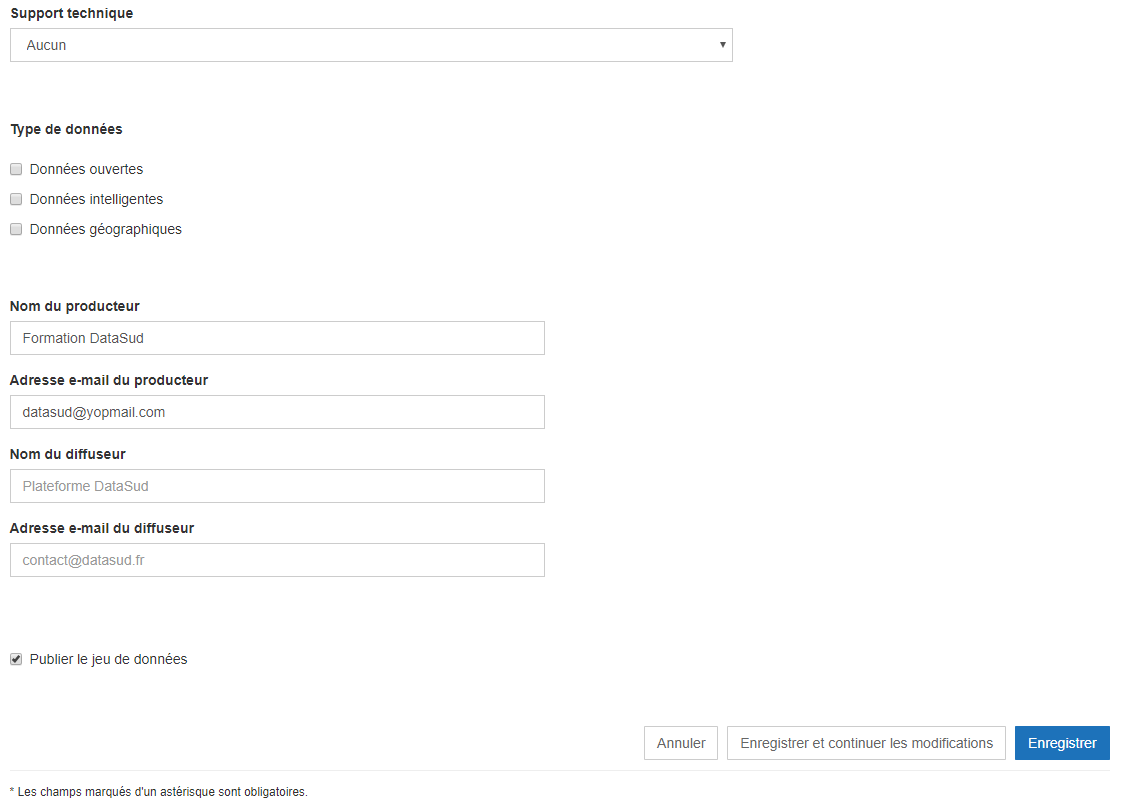 Support technique
Aucun
Type de données
Données ouvertes
Données intelligentes
Données géographiques
Nom du producteur
Formation DataSud
Adresse e-mail du producteur
datasud@yopmail.com
Nom du diffuseur
Plateforme DataSud
Adresse e-mail du diffuseur
contact@datasud.fr
Publier le jeu de données
Annuler Enregistrer et continuer les modifications Enregistrer
* Les champs marqués d'un astérisque sont obligatoires.